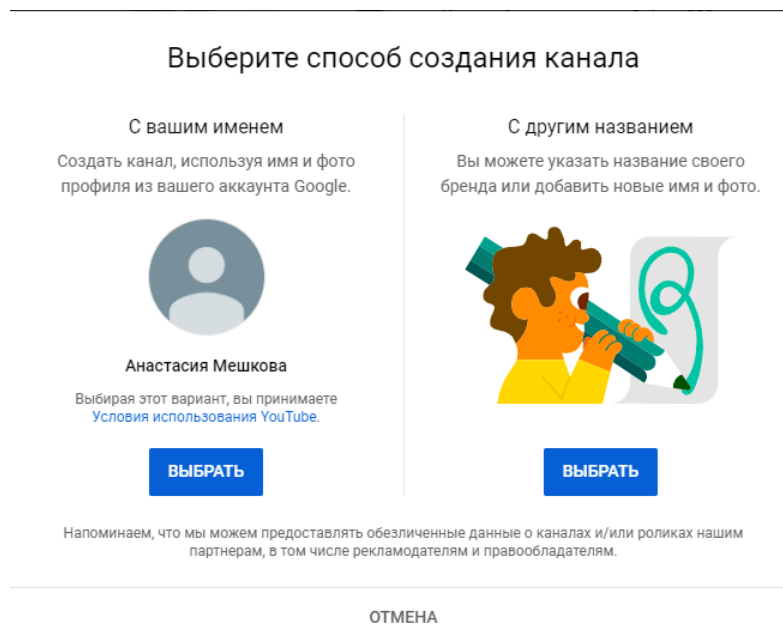 Выберите способ создания канала
С вашим именем
Создать канал, используя имя и фото
профиля из вашего аккаунта Google.
Анастасия Мешкова
Выбирая этот вариант, вы принимаете
Условия использования YouTube.
ВЫБРАТЬ
С другим названием
Вы можете указать название своего
бренда или добавить новые имя и фото.
ВЫБРАТЬ
Напоминаем, что мы можем предоставлять обезличенные данные о каналах и/или роликах нашим
партнерам, в том числе рекламодателям и правообладателям.
ОТМЕНА